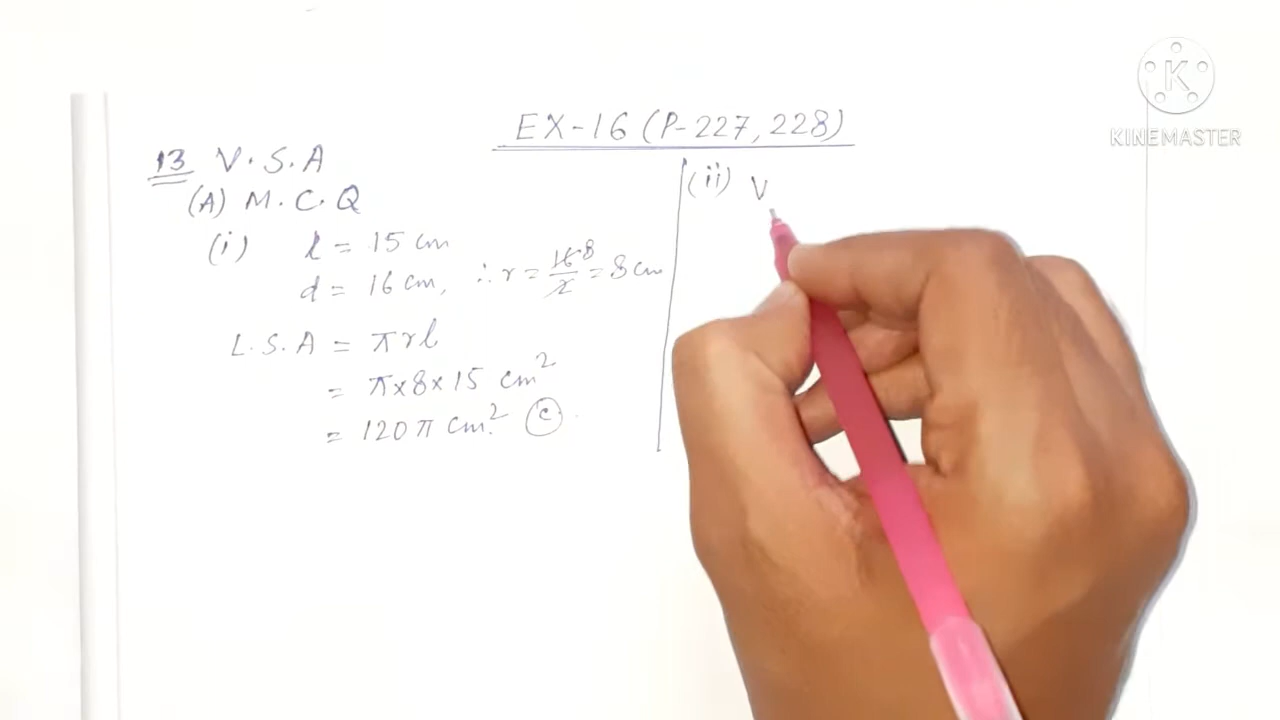 EX-16 (P-227, 228)
13 V.S.A
(A) M.C.Q
(i) l = 15 cm
d = 16 cm, ∴ r = 16/2 8 = 8 cm
L.S.A = πrl
= π×8×15 cm²
= 120π cm². (c)
(ii) V
K
KINEMASTER